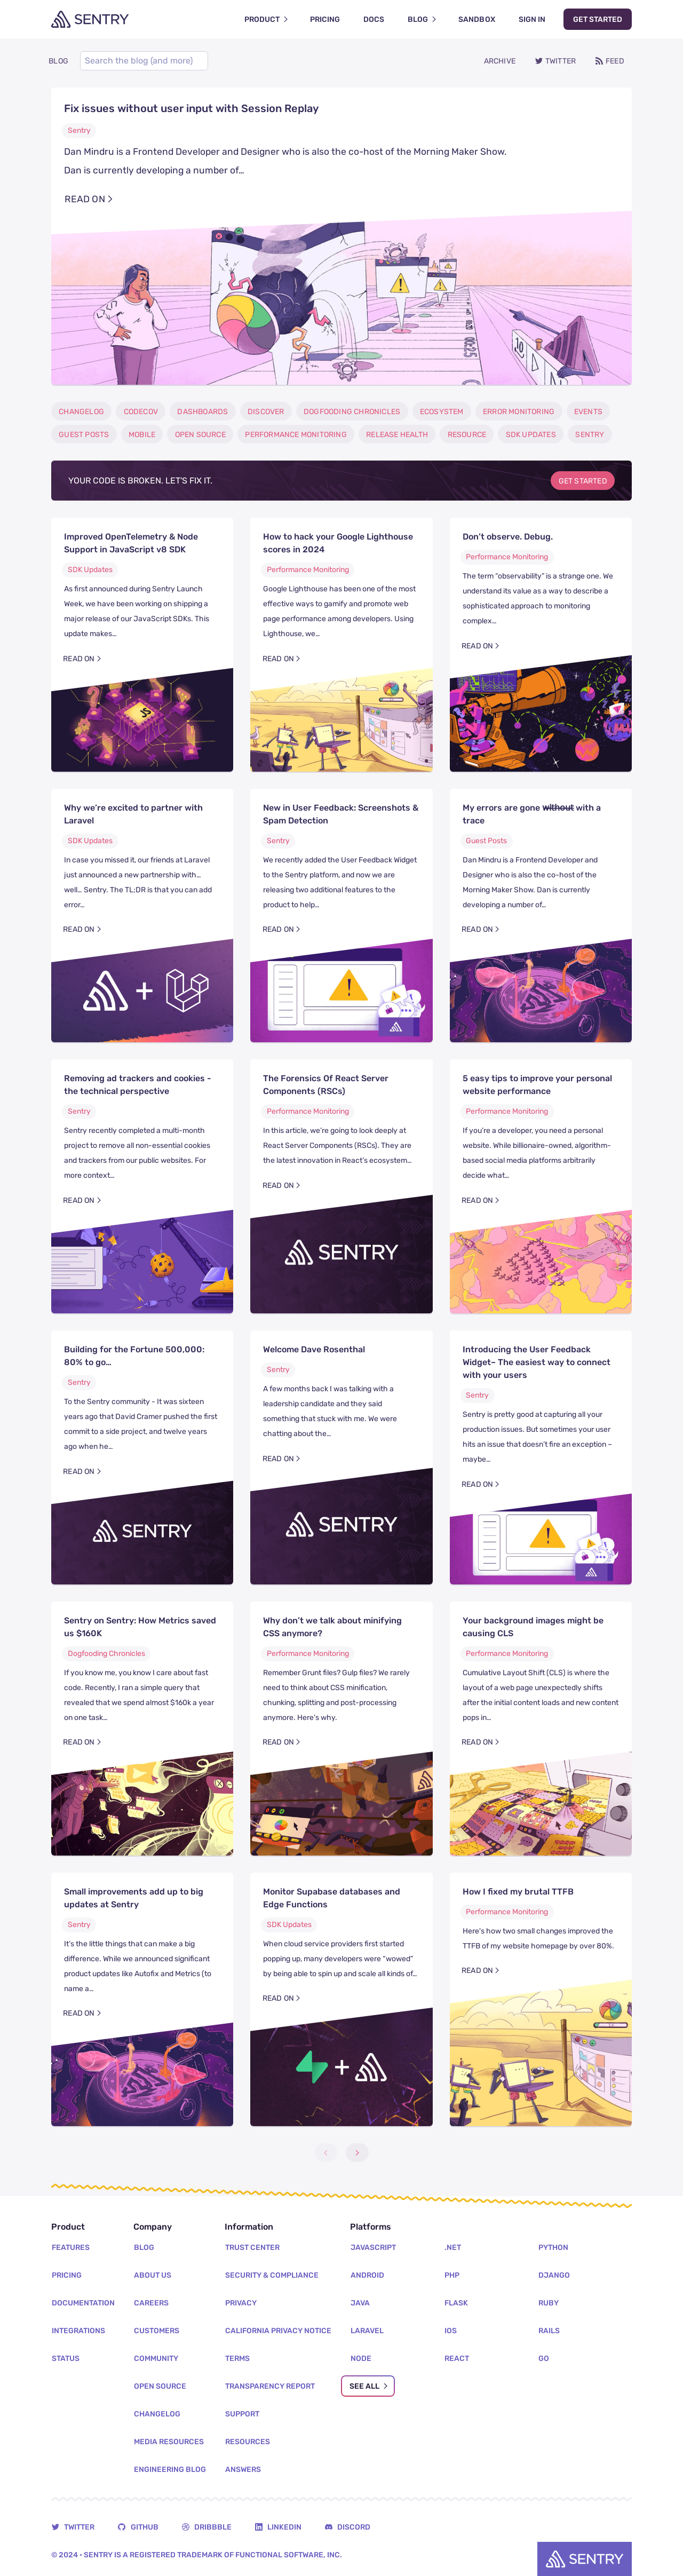 SENTRY
PRODUCT
PRICING
DOCS
BLOG
SANDBOX
SIGN IN
GET STARTED
BLOG
Search the blog (and more)
ARCHIVE
TWITTER
FEED
Fix issues without user input with Session Replay
Sentry
Dan Mindru is a Frontend Developer and Designer who is also the co-host of the Morning Maker Show.
Dan is currently developing a number of…
READ ON
CHANGELOG
CODECOV
DASHBOARDS
DISCOVER
DOGFOODING CHRONICLES
ECOSYSTEM
ERROR MONITORING
EVENTS
GUEST POSTS
MOBILE
OPEN SOURCE
PERFORMANCE MONITORING
RELEASE HEALTH
RESOURCE
SDK UPDATES
SENTRY
YOUR CODE IS BROKEN. LET'S FIX IT.
GET STARTED
Improved OpenTelemetry & Node
Support in JavaScript v8 SDK
SDK Updates
As first announced during Sentry Launch
Week, we have been working on shipping a
major release of our JavaScript SDKs. This
update makes…
READ ON
How to hack your Google Lighthouse
scores in 2024
Performance Monitoring
Google Lighthouse has been one of the most
effective ways to gamify and promote web
page performance among developers. Using
Lighthouse, we…
READ ON
Don't observe. Debug.
Performance Monitoring
The term “observability” is a strange one. We
understand its value as a way to describe a
sophisticated approach to monitoring
complex…
READ ON
Why we're excited to partner with
Laravel
SDK Updates
In case you missed it, our friends at Laravel
just announced a new partnership with…
well… Sentry. The TL;DR is that you can add
error…
READ ON
New in User Feedback: Screenshots &
Spam Detection
Sentry
We recently added the User Feedback Widget
to the Sentry platform, and now we are
releasing two additional features to the
product to help…
READ ON
My errors are gone without with a
trace
Guest Posts
Dan Mindru is a Frontend Developer and
Designer who is also the co-host of the
Morning Maker Show. Dan is currently
developing a number of…
READ ON
Removing ad trackers and cookies -
the technical perspective
Sentry
Sentry recently completed a multi-month
project to remove all non-essential cookies
and trackers from our public websites. For
more context…
READ ON
The Forensics Of React Server
Components (RSCs)
Performance Monitoring
In this article, we're going to look deeply at
React Server Components (RSCs). They are
the latest innovation in React's ecosystem…
READ ON
SENTRY
5 easy tips to improve your personal
website performance
Performance Monitoring
If you're a developer, you need a personal
website. While billionaire-owned, algorithm-
based social media platforms arbitrarily
decide what…
READ ON
Building for the Fortune 500,000:
80% to go…
Sentry
To the Sentry community - It was sixteen
years ago that David Cramer pushed the first
commit to a side project, and twelve years
ago when he…
READ ON
SENTRY
Welcome Dave Rosenthal
Sentry
A few months back I was talking with a
leadership candidate and they said
something that stuck with me. We were
chatting about the…
READ ON
SENTRY
Introducing the User Feedback
Widget– The easiest way to connect
with your users
Sentry
Sentry is pretty good at capturing all your
production issues. But sometimes your user
hits an issue that doesn't fire an exception –
maybe…
READ ON
Sentry on Sentry: How Metrics saved
us $160K
Dogfooding Chronicles
If you know me, you know I care about fast
code. Recently, I ran a simple query that
revealed that we spend almost $160k a year
on one task…
READ ON
Why don't we talk about minifying
CSS anymore?
Performance Monitoring
Remember Grunt files? Gulp files? We rarely
need to think about CSS minification,
chunking, splitting and post-processing
anymore. Here's why.
READ ON
Your background images might be
causing CLS
Performance Monitoring
Cumulative Layout Shift (CLS) is where the
layout of a web page unexpectedly shifts
after the initial content loads and new content
pops in…
READ ON
Small improvements add up to big
updates at Sentry
Sentry
It's the little things that can make a big
difference. While we announced significant
product updates like Autofix and Metrics (to
name a…
READ ON
Monitor Supabase databases and
Edge Functions
SDK Updates
When cloud service providers first started
popping up, many developers were “wowed”
by being able to spin up and scale all kinds of…
READ ON
How I fixed my brutal TTFB
Performance Monitoring
Here's how two small changes improved the
TTFB of my website homepage by over 80%.
READ ON
Product
FEATURES
PRICING
DOCUMENTATION
INTEGRATIONS
STATUS
Company
BLOG
ABOUT US
CAREERS
CUSTOMERS
COMMUNITY
OPEN SOURCE
CHANGELOG
MEDIA RESOURCES
ENGINEERING BLOG
Information
TRUST CENTER
SECURITY & COMPLIANCE
PRIVACY
CALIFORNIA PRIVACY NOTICE
TERMS
TRANSPARENCY REPORT
SUPPORT
RESOURCES
ANSWERS
Platforms
JAVASCRIPT
ANDROID
JAVA
LARAVEL
NODE
SEE ALL
.NET
PHP
FLASK
IOS
REACT
PYTHON
DJANGO
RUBY
RAILS
GO
TWITTER
GITHUB
DRIBBBLE
LINKEDIN
DISCORD
© 2024 • SENTRY IS A REGISTERED TRADEMARK OF FUNCTIONAL SOFTWARE, INC.
SENTRY